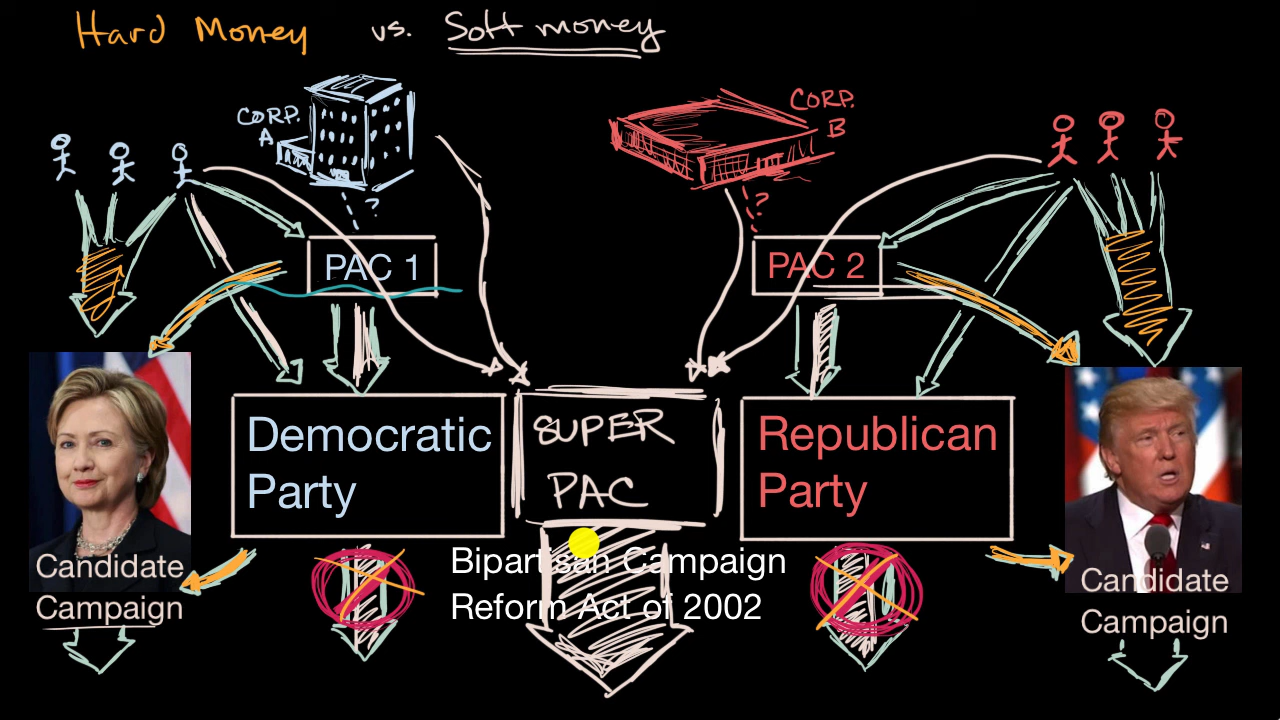 Hard Money vs. Soft money
CORP.
A
CORP.
B
?
?
PAC 1
PAC 2
Democratic
Party
SUPER
PAC
Republican
Party
Candidate
Campaign
Bipartisan Campaign
Reform Act of 2002
Candidate
Campaign